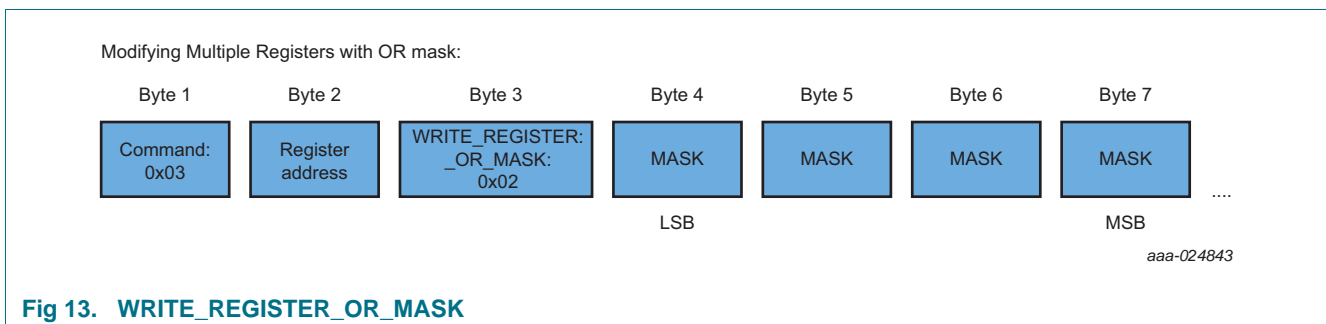 Modifying Multiple Registers with OR mask:
Byte 1 Byte 2 Byte 3 Byte 4 Byte 5 Byte 6 Byte 7
Command:
0x03
Register
address
WRITE_REGISTER:
_OR_MASK:
0x02
MASK
MASK
MASK
MASK
....
LSB MSB
aaa-024843
Fig 13. WRITE_REGISTER_OR_MASK